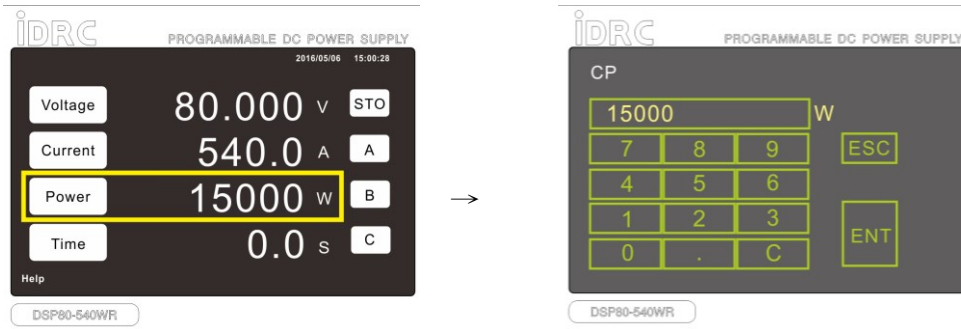 iDRC
PROGRAMMABLE DC POWER SUPPLY
2016/05/06 15:00:28
Voltage 80.000 V STO
Current 540.0 A A
Power 15000 W B
Time 0.0 S C
Help
DSP80-540WR
→
iDRC
PROGRAMMABLE DC POWER SUPPLY
CP
15000 W
7 8 9 ESC
4 5 6
1 2 3
ENT
0 . C
DSP80-540WR